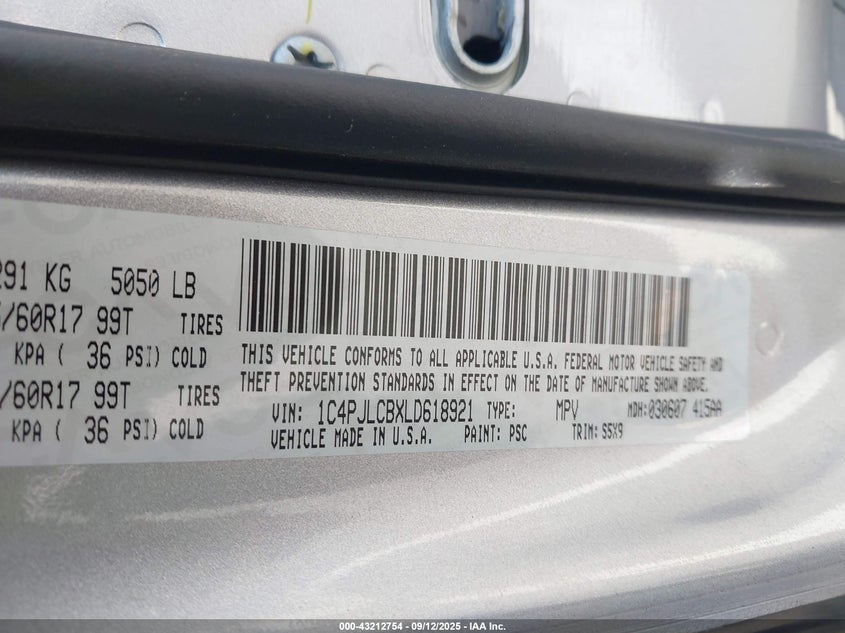 291 KG 5050 LB
/60R17 99T TIRES
KPA ( 36 PSI) COLD
/60R17 99T TIRES
KPA ( 36 PSI) COLD
THIS VEHICLE CONFORMS TO ALL APPLICABLE U.S.A. FEDERAL MOTOR VEHICLE SAFETY AND
THEFT PREVENTION STANDARDS IN EFFECT ON THE DATE OF MANUFACTURE SHOWN ABOVE.
VIN: 1C4PJLCBXLD618921 TYPE: MPV MDH:030607 415AA
VEHICLE MADE IN U.S.A. PAINT: PSC TRIM: S5X9
000-43212754 - 09/12/2025 - IAA Inc.